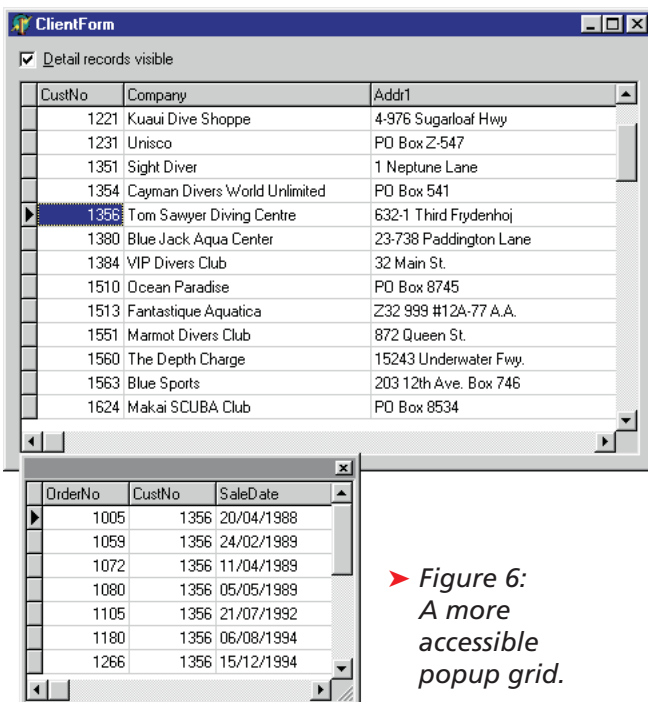 ClientForm
Detail records visible
CustNo Company Addr1
1221 Kuaui Dive Shoppe 4-976 Sugarloaf Hwy
1231 Unisco PO Box Z-547
1351 Sight Diver 1 Neptune Lane
1354 Cayman Divers World Unlimited PO Box 541
1356 Tom Sawyer Diving Centre 632-1 Third Frydenhoj
1380 Blue Jack Aqua Center 23-738 Paddington Lane
1384 VIP Divers Club 32 Main St.
1510 Ocean Paradise PO Box 8745
1513 Fantastique Aquatica Z32 999 #12A-77 A.A.
1551 Marmot Divers Club 872 Queen St.
1560 The Depth Charge 15243 Underwater Fwy.
1563 Blue Sports 203 12th Ave. Box 746
1624 Makai SCUBA Club PO Box 8534
OrderNo CustNo SaleDate
1005 1356 20/04/1988
1059 1356 24/02/1989
1072 1356 11/04/1989
1080 1356 05/05/1989
1105 1356 21/07/1992
1180 1356 06/08/1994
1266 1356 15/12/1994
➤ Figure 6:
A more
accessible
popup grid.